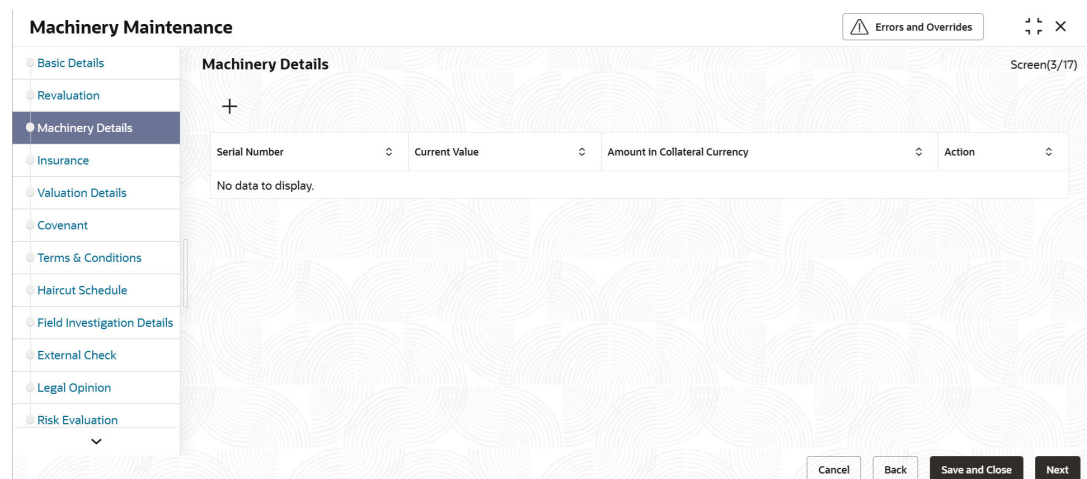 Machinery Maintenance
Errors and Overrides
Basic Details
Revaluation
Machinery Details
Insurance
Valuation Details
Covenant
Terms & Conditions
Haircut Schedule
Field Investigation Details
External Check
Legal Opinion
Risk Evaluation
Machinery Details
Screen(3/17)
Serial Number Current Value Amount in Collateral Currency Action
No data to display.
Cancel Back Save and Close Next